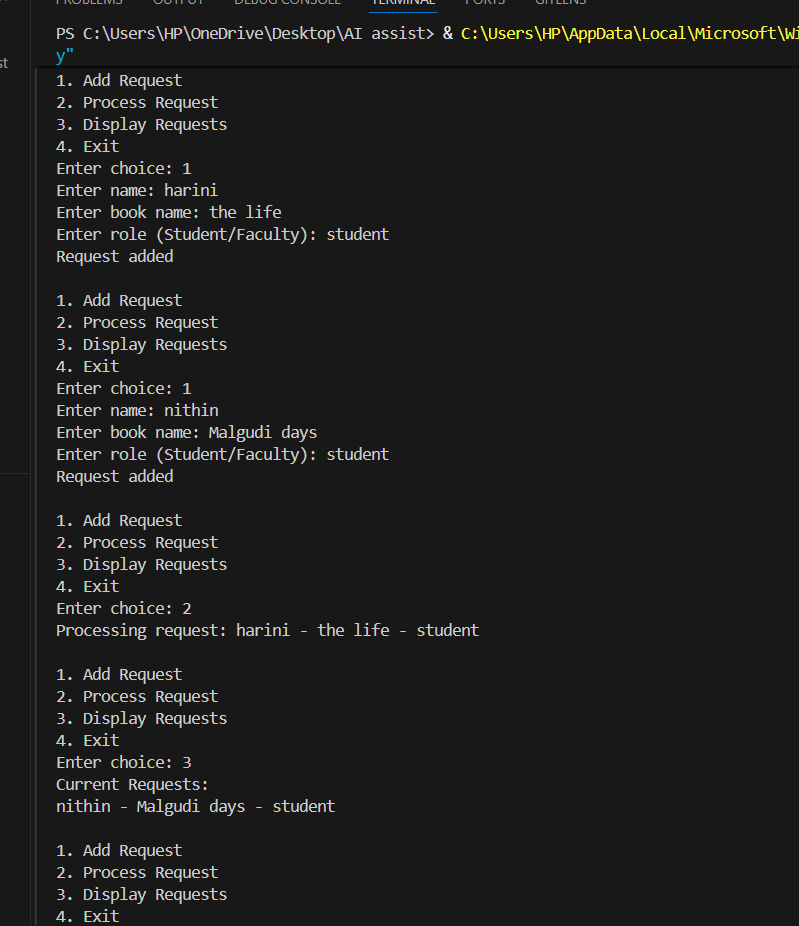 PROBLEMS OUTPUT DEBUG CONSOLE TERMINAL PORTS GITLENS
st
PS C:\Users\HP\OneDrive\Desktop\AI assist> & C:\Users\HP\AppData\Local\Microsoft\Wi
y"
1. Add Request
2. Process Request
3. Display Requests
4. Exit
Enter choice: 1
Enter name: harini
Enter book name: the life
Enter role (Student/Faculty): student
Request added
1. Add Request
2. Process Request
3. Display Requests
4. Exit
Enter choice: 1
Enter name: nithin
Enter book name: Malgudi days
Enter role (Student/Faculty): student
Request added
1. Add Request
2. Process Request
3. Display Requests
4. Exit
Enter choice: 2
Processing request: harini - the life - student
1. Add Request
2. Process Request
3. Display Requests
4. Exit
Enter choice: 3
Current Requests:
nithin - Malgudi days - student
1. Add Request
2. Process Request
3. Display Requests
4. Exit